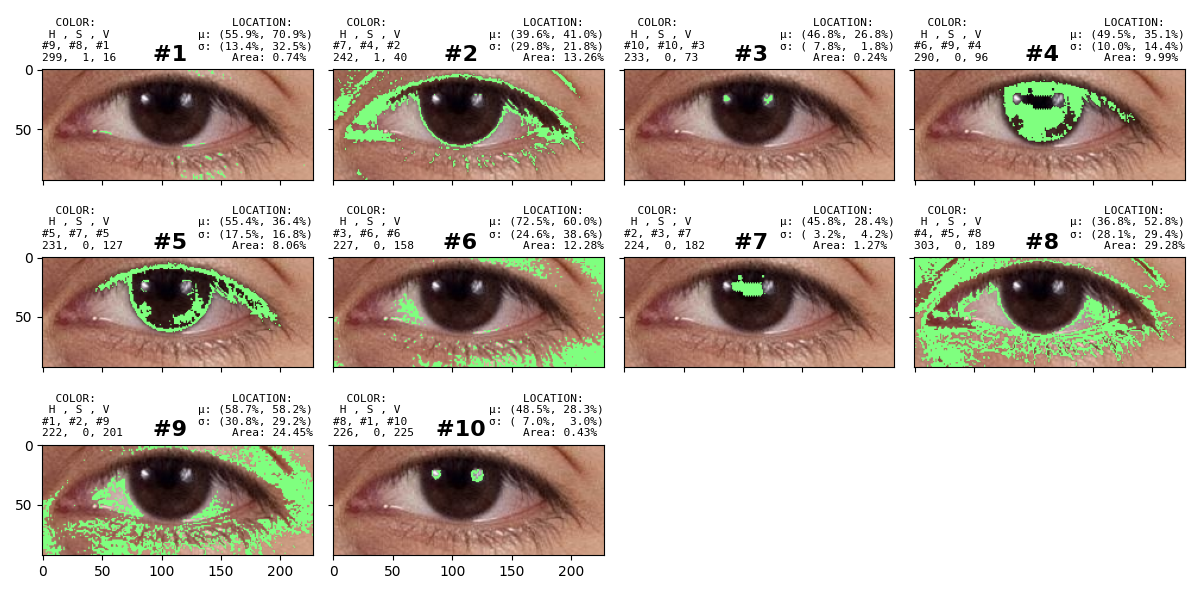 COLOR: LOCATION:
H , S , V μ: (55.9%, 70.9%)
#9, #8, #1 #1 σ: (13.4%, 32.5%)
299, 1, 16 Area: 0.74%
COLOR: LOCATION:
H , S , V μ: (39.6%, 41.0%)
#7, #4, #2 #2 σ: (29.8%, 21.8%)
242, 1, 40 Area: 13.26%
COLOR: LOCATION:
H , S , V μ: (46.8%, 26.8%)
#10, #10, #3 #3 σ: ( 7.8%, 1.8%)
233, 0, 73 Area: 0.24%
COLOR: LOCATION:
H , S , V μ: (49.5%, 35.1%)
#6, #9, #4 #4 σ: (10.0%, 14.4%)
290, 0, 96 Area: 9.99%
0
50
COLOR: LOCATION:
H , S , V μ: (55.4%, 36.4%)
#5, #7, #5 #5 σ: (17.5%, 16.8%)
231, 0, 127 Area: 8.06%
COLOR: LOCATION:
H , S , V μ: (72.5%, 60.0%)
#3, #6, #6 #6 σ: (24.6%, 38.6%)
227, 0, 158 Area: 12.28%
COLOR: LOCATION:
H , S , V μ: (45.8%, 28.4%)
#2, #3, #7 #7 σ: ( 3.2%, 4.2%)
224, 0, 182 Area: 1.27%
COLOR: LOCATION:
H , S , V μ: (36.8%, 52.8%)
#4, #5, #8 #8 σ: (28.1%, 29.4%)
303, 0, 189 Area: 29.28%
0
50
COLOR: LOCATION:
H , S , V μ: (58.7%, 58.2%)
#1, #2, #9 #9 σ: (30.8%, 29.2%)
222, 0, 201 Area: 24.45%
COLOR: LOCATION:
H , S , V μ: (48.5%, 28.3%)
#8, #1, #10 #10 σ: ( 7.0%, 3.0%)
226, 0, 225 Area: 0.43%
0
50
0 50 100 150 200
0 50 100 150 200